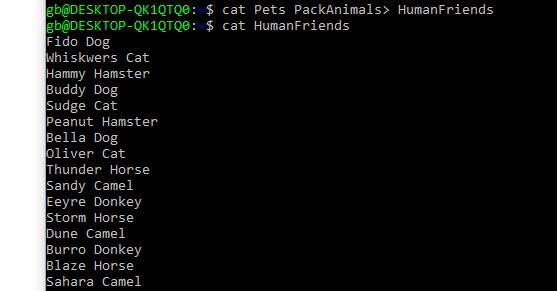 gb@DESKTOP-QK1QTQ0:~$ cat Pets PackAnimals> HumanFriends
gb@DESKTOP-QK1QTQ0:~$ cat HumanFriends
Fido Dog
Whiskwers Cat
Hammy Hamster
Buddy Dog
Sudge Cat
Peanut Hamster
Bella Dog
Oliver Cat
Thunder Horse
Sandy Camel
Eeyre Donkey
Storm Horse
Dune Camel
Burro Donkey
Blaze Horse
Sahara Camel